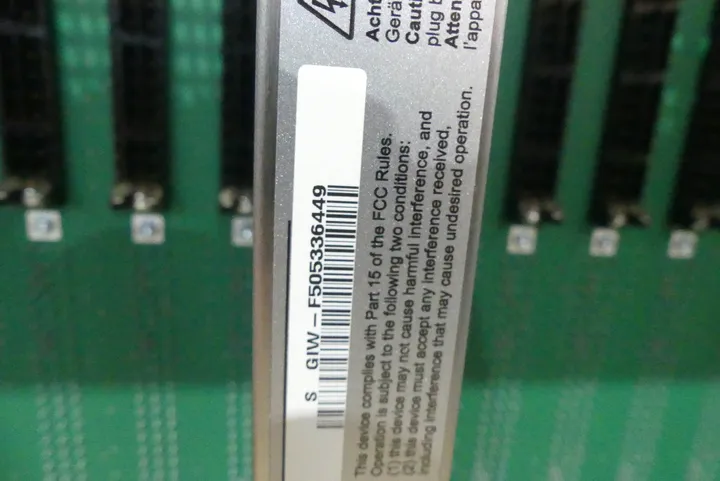 Acht
Gerä
Cauti
plug b
Atten
l'appa
S GIW-F505336449
This device complies with Part 15 of the FCC Rules.
Operation is subject to the following two conditions:
(1) this device may not cause harmful interference, and
(2) this device must accept any interference received,
including interference that may cause undesired operation.